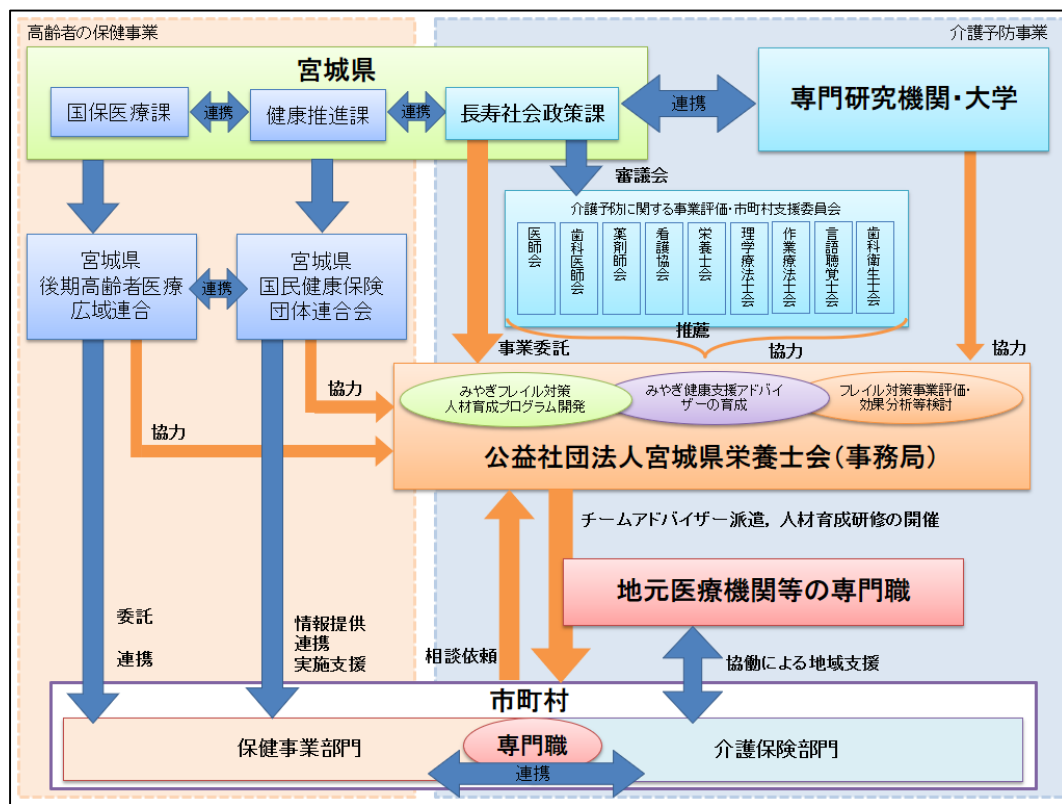 高齢者の保健事業
介護予防事業
宮城県
国保医療課
連携
健康推進課
連携
長寿社会政策課
連携
専門研究機関・大学
審議会
介護予防に関する事業評価・市町村支援委員会
医師会
歯科医師会
薬剤師会
看護協会
栄養士会
理学療法士会
作業療法士会
言語聴覚士会
歯科衛生士会
宮城県
後期高齢者医療
広域連合
連携
宮城県
国民健康保険
団体連合会
推薦
事業委託
協力
協力
協力
協力
みやぎフレイル対策
人材育成プログラム開発
みやぎ健康支援アドバイ
ザーの育成
フレイル対策事業評価・
効果分析等検討
公益社団法人宮城県栄養士会(事務局)
チームアドバイザー派遣，人材育成研修の開催
地元医療機関等の専門職
委託
連携
情報提供
連携
実施支援
相談依頼
協働による地域支援
市町村
保健事業部門
専門職
介護保険部門
連携